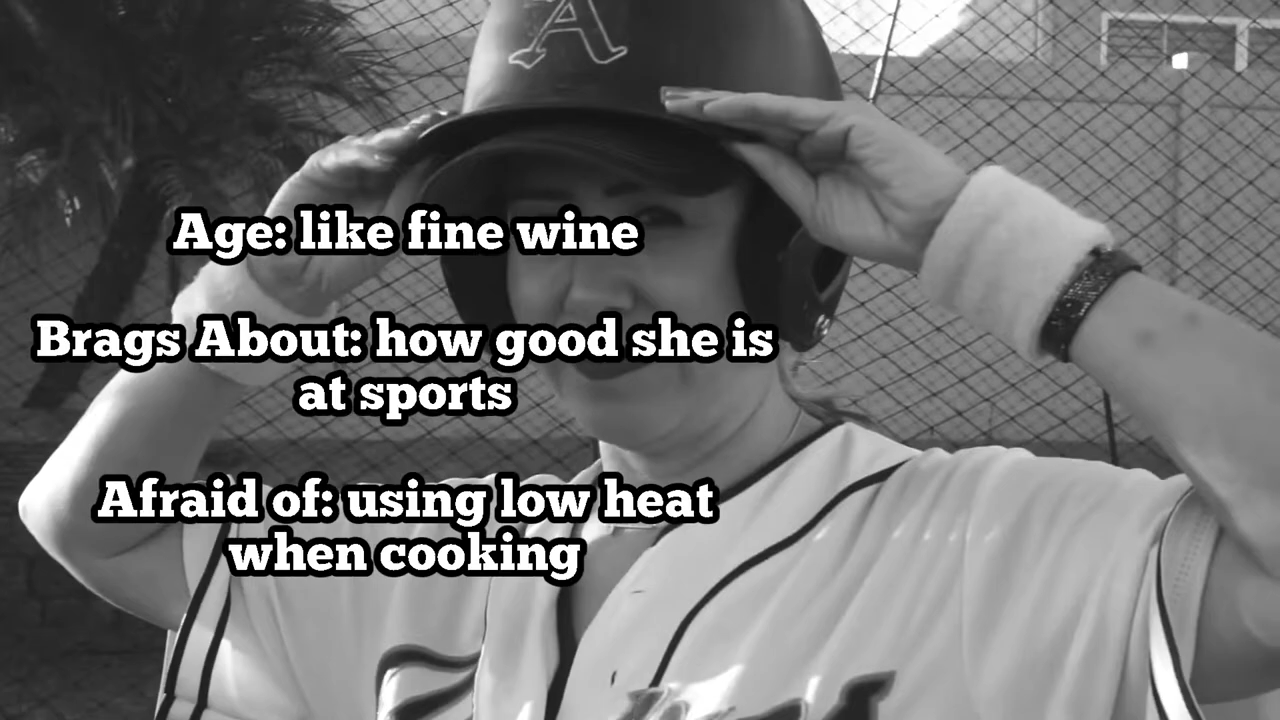 A
Age: like fine wine
Brags About: how good she is
at sports
Afraid of: using low heat
when cooking